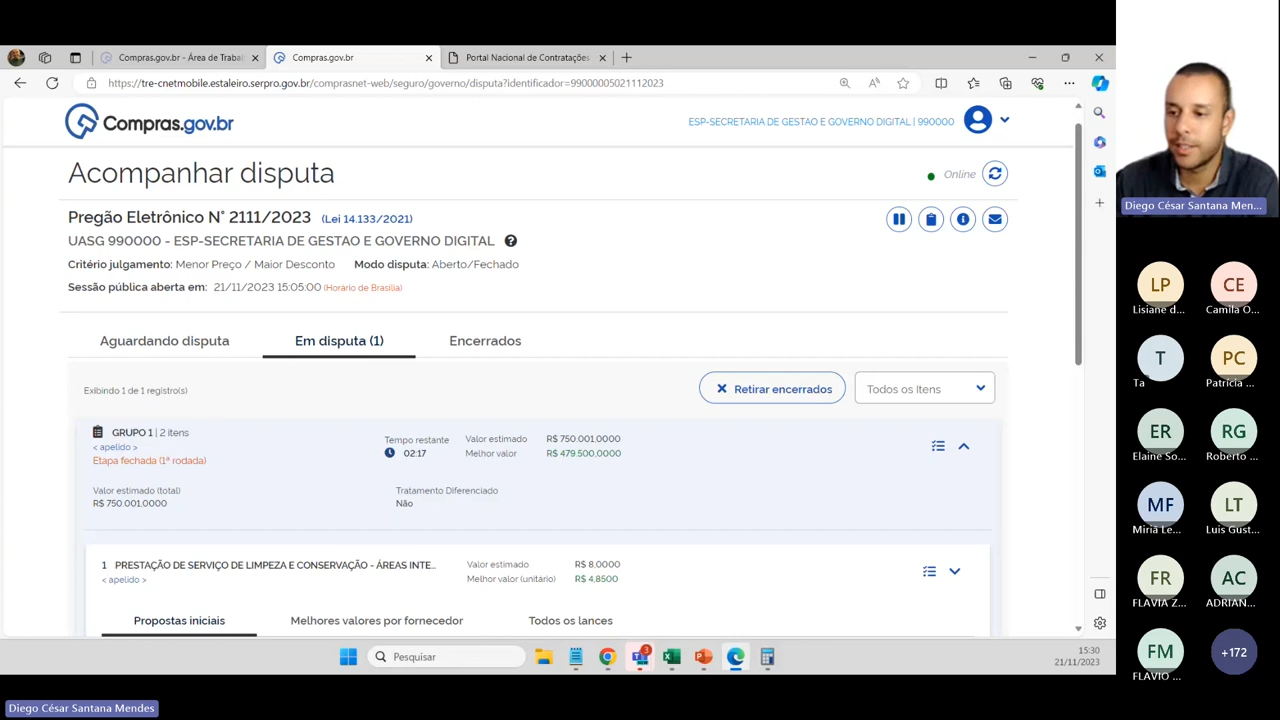 Compras.gov.br - Área de Trabal
Compras.gov.br
Portal Nacional de Contratações
https://tre-cnetmobile.estaleiro.serpro.gov.br/comprasnet-web/seguro/governo/disputa?identificador=99000005021112023
Compras.gov.br
ESP-SECRETARIA DE GESTAO E GOVERNO DIGITAL | 990000
Acompanhar disputa
Online
Pregão Eletrônico N° 2111/2023 (Lei 14.133/2021)
UASG 990000 - ESP-SECRETARIA DE GESTAO E GOVERNO DIGITAL
Critério julgamento: Menor Preço / Maior Desconto Modo disputa: Aberto/Fechado
Sessão pública aberta em: 21/11/2023 15:05:00 (Horário de Brasília)
Aguardando disputa Em disputa (1) Encerrados
Exibindo 1 de 1 registro(s)
Retirar encerrados
Todos os Itens
GRUPO 1 | 2 itens
< apelido >
Etapa fechada (1ª rodada)
Tempo restante
02:17
Valor estimado R$ 750.001,0000
Melhor valor R$ 479.500,0000
Valor estimado (total)
R$ 750.001,0000
Tratamento Diferenciado
Não
1 PRESTAÇÃO DE SERVIÇO DE LIMPEZA E CONSERVAÇÃO - ÁREAS INTE...
< apelido >
Valor estimado R$ 8,0000
Melhor valor (unitário) R$ 4,8500
Propostas iniciais Melhores valores por fornecedor Todos os lances
Pesquisar
3
15:30
21/11/2023
Diego César Santana Men...
LP
Lisiane d...
CE
Camila O...
T
Ta
PC
Patrícia ...
ER
Elaine So...
RG
Roberto ...
MF
Miriã Le...
LT
Luis Gust...
FR
FLAVIA Z...
AC
ADRIAN...
FM
FLAVIO ...
+172
Diego César Santana Mendes